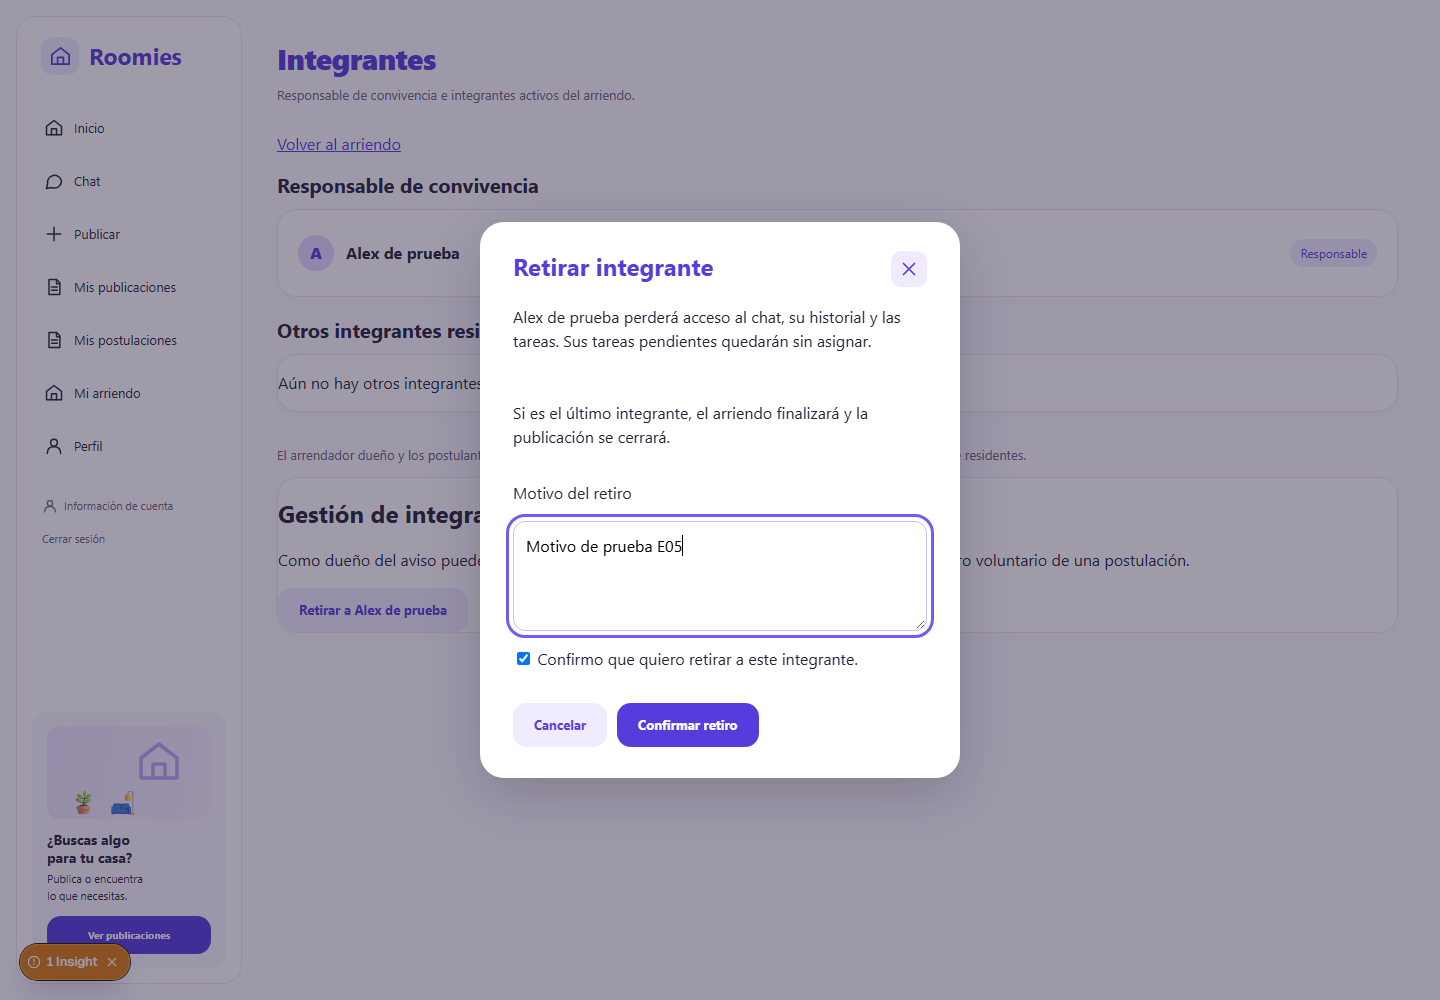 Roomies
Inicio
Chat
Publicar
Mis publicaciones
Mis postulaciones
Mi arriendo
Perfil
Información de cuenta
Cerrar sesión
¿Buscas algo
para tu casa?
Publica o encuentra
lo que necesitas.
Ver publicaciones
1 Insight
Integrantes
Responsable de convivencia e integrantes activos del arriendo.
Volver al arriendo
Responsable de convivencia
A
Alex de prueba
Responsable
Otros integrantes resi
Aún no hay otros integrantes
El arrendador dueño y los postulant
residentes.
Gestión de integra
Como dueño del aviso puede
ro voluntario de una postulación.
Retirar a Alex de prueba
Retirar integrante
Alex de prueba perderá acceso al chat, su historial y las
tareas. Sus tareas pendientes quedarán sin asignar.
Si es el último integrante, el arriendo finalizará y la
publicación se cerrará.
Motivo del retiro
Motivo de prueba E05
Confirmo que quiero retirar a este integrante.
Cancelar
Confirmar retiro